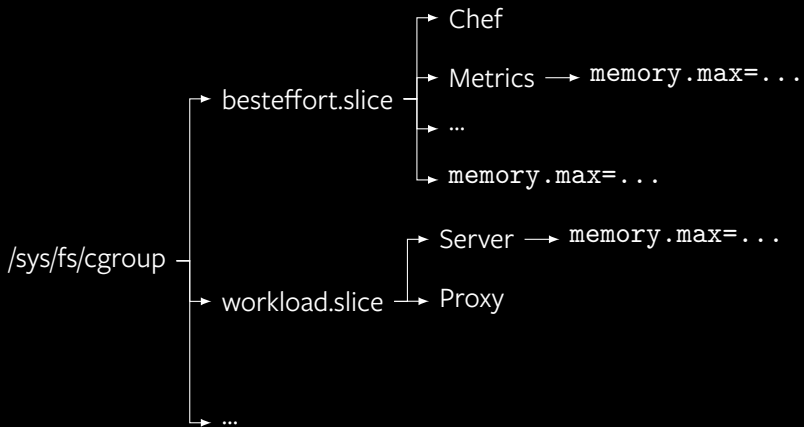 Chef
Metrics
memory.max=...
besteffort.slice
...
memory.max=...
/sys/fs/cgroup
Server
memory.max=...
workload.slice
Proxy
...